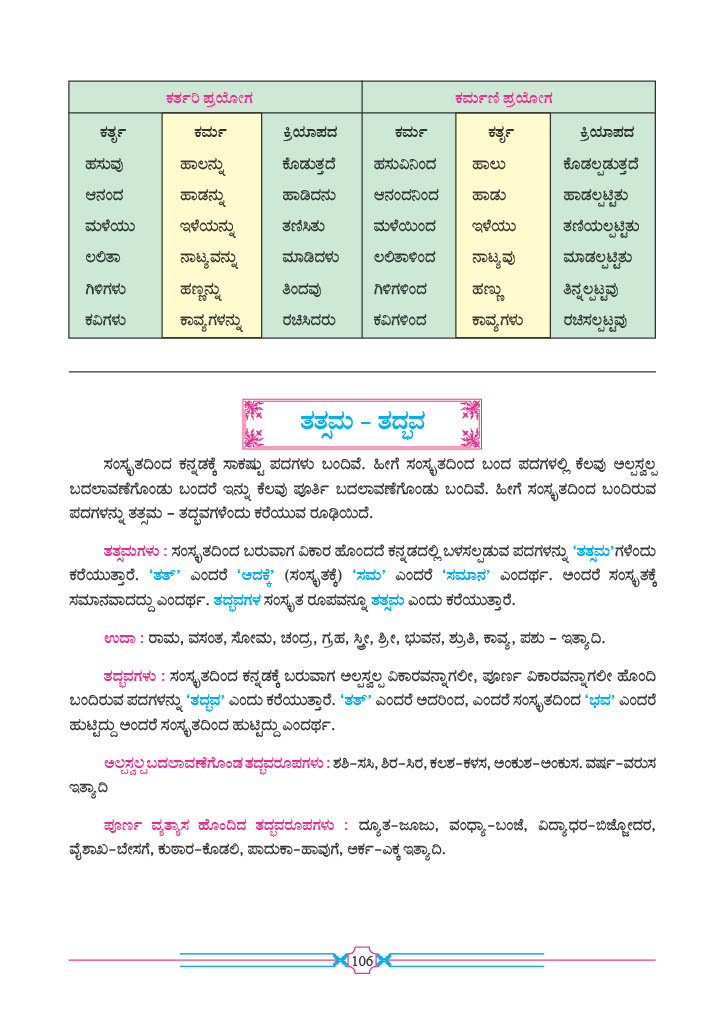 ಕರ್ತರಿ ಪ್ರಯೋಗ ಕರ್ಮಣಿ ಪ್ರಯೋಗ
ಕರ್ತೃ ಕರ್ಮ ಕ್ರಿಯಾಪದ ಕರ್ಮ ಕರ್ತೃ ಕ್ರಿಯಾಪದ
ಹಸುವು ಹಾಲನ್ನು ಕೊಡುತ್ತದೆ ಹಸುವಿನಿಂದ ಹಾಲು ಕೊಡಲ್ಪಡುತ್ತದೆ
ಆನಂದ ಹಾಡನ್ನು ಹಾಡಿದನು ಆನಂದನಿಂದ ಹಾಡು ಹಾಡಲ್ಪಟ್ಟಿತು
ಮಳೆಯು ಇಳೆಯನ್ನು ತಣಿಸಿತು ಮಳೆಯಿಂದ ಇಳೆಯು ತಣಿಯಲ್ಪಟ್ಟಿತು
ಲಲಿತಾ ನಾಟ್ಯವನ್ನು ಮಾಡಿದಳು ಲಲಿತಾಳಿಂದ ನಾಟ್ಯವು ಮಾಡಲ್ಪಟ್ಟಿತು
ಗಿಳಿಗಳು ಹಣ್ಣನ್ನು ತಿಂದವು ಗಿಳಿಗಳಿಂದ ಹಣ್ಣು ತಿನ್ನಲ್ಪಟ್ಟವು
ಕವಿಗಳು ಕಾವ್ಯಗಳನ್ನು ರಚಿಸಿದರು ಕವಿಗಳಿಂದ ಕಾವ್ಯಗಳು ರಚಿಸಲ್ಪಟ್ಟವು
ತತ್ಸಮ – ತದ್ಭವ
ಸಂಸ್ಕೃತದಿಂದ ಕನ್ನಡಕ್ಕೆ ಸಾಕಷ್ಟು ಪದಗಳು ಬಂದಿವೆ. ಹೀಗೆ ಸಂಸ್ಕೃತದಿಂದ ಬಂದ ಪದಗಳಲ್ಲಿ ಕೆಲವು ಅಲ್ಪಸ್ವಲ್ಪ
ಬದಲಾವಣೆಗೊಂಡು ಬಂದರೆ ಇನ್ನು ಕೆಲವು ಪೂರ್ತಿ ಬದಲಾವಣೆಗೊಂಡು ಬಂದಿವೆ. ಹೀಗೆ ಸಂಸ್ಕೃತದಿಂದ ಬಂದಿರುವ
ಪದಗಳನ್ನು ತತ್ಸಮ – ತದ್ಭವಗಳೆಂದು ಕರೆಯುವ ರೂಢಿಯಿದೆ.
ತತ್ಸಮಗಳು : ಸಂಸ್ಕೃತದಿಂದ ಬರುವಾಗ ವಿಕಾರ ಹೊಂದದೆ ಕನ್ನಡದಲ್ಲಿ ಬಳಸಲ್ಪಡುವ ಪದಗಳನ್ನು ‘ತತ್ಸಮ’ಗಳೆಂದು
ಕರೆಯುತ್ತಾರೆ. ‘ತತ್’ ಎಂದರೆ ‘ಅದಕ್ಕೆ’ (ಸಂಸ್ಕೃತಕ್ಕೆ) ‘ಸಮ’ ಎಂದರೆ ‘ಸಮಾನ’ ಎಂದರ್ಥ. ಅಂದರೆ ಸಂಸ್ಕೃತಕ್ಕೆ
ಸಮಾನವಾದದ್ದು ಎಂದರ್ಥ. ತದ್ಭವಗಳ ಸಂಸ್ಕೃತ ರೂಪವನ್ನೂ ತತ್ಸಮ ಎಂದು ಕರೆಯುತ್ತಾರೆ.
ಉದಾ : ರಾಮ, ವಸಂತ, ಸೋಮ, ಚಂದ್ರ, ಗ್ರಹ, ಸ್ತ್ರೀ, ಶ್ರೀ, ಭುವನ, ಶ್ರುತಿ, ಕಾವ್ಯ, ಪಶು – ಇತ್ಯಾದಿ.
ತದ್ಭವಗಳು : ಸಂಸ್ಕೃತದಿಂದ ಕನ್ನಡಕ್ಕೆ ಬರುವಾಗ ಅಲ್ಪಸ್ವಲ್ಪ ವಿಕಾರವನ್ನಾಗಲೀ, ಪೂರ್ಣ ವಿಕಾರವನ್ನಾಗಲೀ ಹೊಂದಿ
ಬಂದಿರುವ ಪದಗಳನ್ನು ‘ತದ್ಭವ’ ಎಂದು ಕರೆಯುತ್ತಾರೆ. ‘ತತ್’ ಎಂದರೆ ಅದರಿಂದ, ಎಂದರೆ ಸಂಸ್ಕೃತದಿಂದ ‘ಭವ’ ಎಂದರೆ
ಹುಟ್ಟಿದ್ದು ಅಂದರೆ ಸಂಸ್ಕೃತದಿಂದ ಹುಟ್ಟಿದ್ದು ಎಂದರ್ಥ.
ಅಲ್ಪಸ್ವಲ್ಪ ಬದಲಾವಣೆಗೊಂಡ ತದ್ಭವರೂಪಗಳು : ಶಶಿ–ಸಸಿ, ಶಿರ–ಸಿರ, ಕಲಶ–ಕಳಸ, ಅಂಕುಶ–ಅಂಕುಸ. ವರ್ಷ–ವರುಸ
ಇತ್ಯಾದಿ
ಪೂರ್ಣ ವ್ಯತ್ಯಾಸ ಹೊಂದಿದ ತದ್ಭವರೂಪಗಳು : ದ್ಯೂತ–ಜೂಜು, ವಂಧ್ಯಾ–ಬಂಜೆ, ವಿದ್ಯಾಧರ–ಬಿಜ್ಜೋದರ,
ವೈಶಾಖ–ಬೇಸಗೆ, ಕುಠಾರ–ಕೊಡಲಿ, ಪಾದುಕಾ–ಹಾವುಗೆ, ಅರ್ಕ–ಎಕ್ಕ ಇತ್ಯಾದಿ.
106